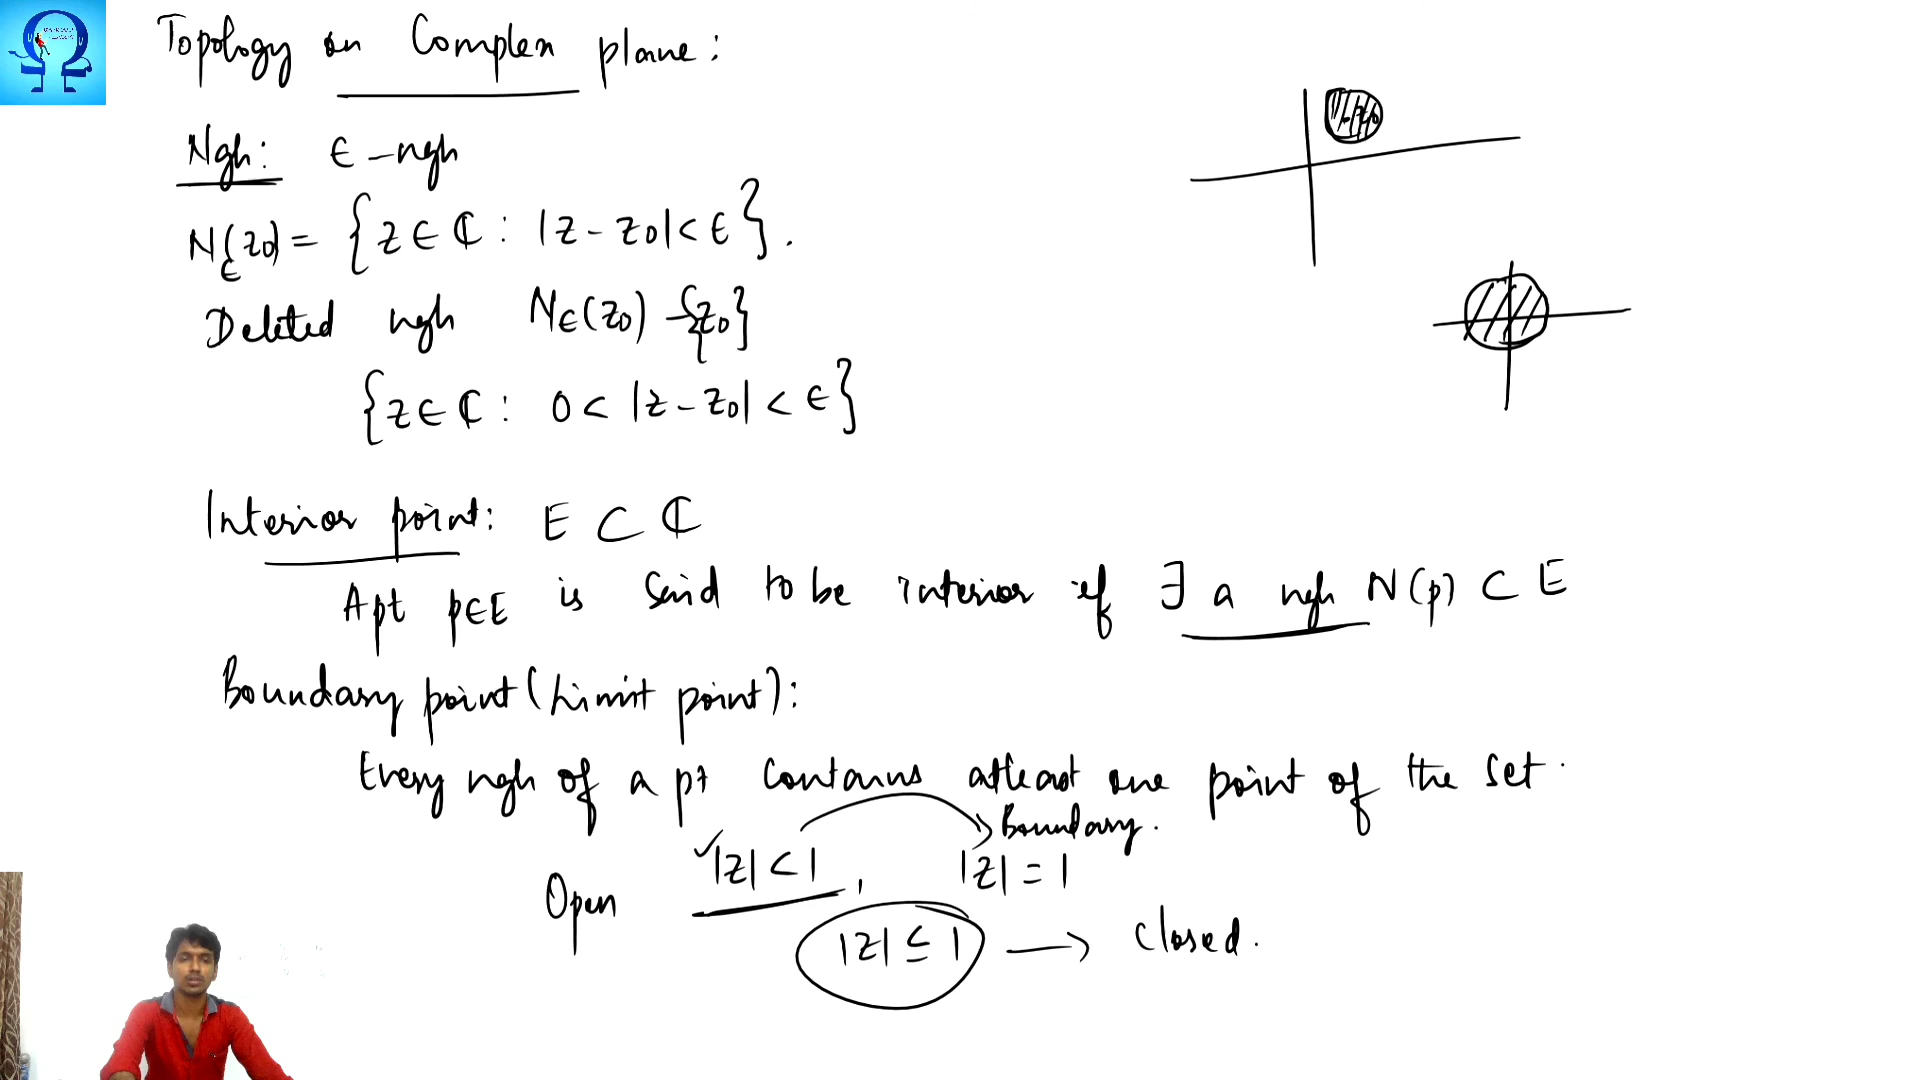 Topology on Complex plane:
Ngh: ϵ-ngh
Nϵ(z0) = {z∈ℂ: |z-z0|<ϵ}.
Deleted ngh Nϵ(z0) -{z0}
{z∈ℂ: 0<|z-z0|<ϵ}
Interior point: E ⊂ ℂ
A pt p∈E is said to be interior if ∃ a ngh N(p) ⊂ E
Boundary point (Limit point):
Every ngh of a pt contains atleast one point of the set.
Boundary.
Open |z|<1, |z|=1
|z|≤1 → closed.